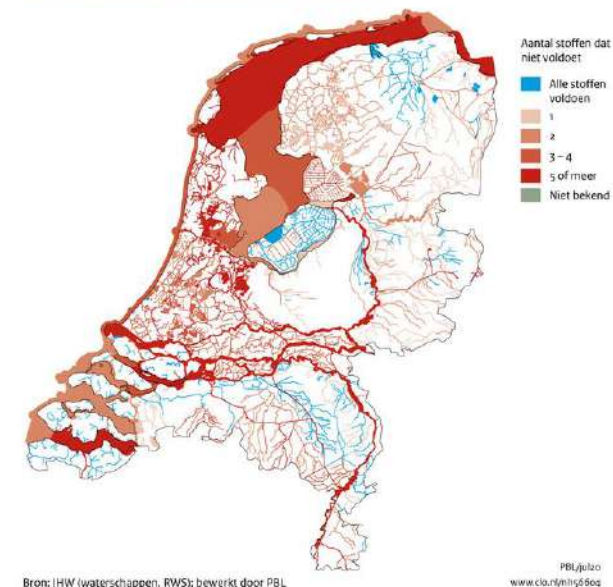 Aantal stoffen dat
niet voldoet
Alle stoffen
voldoen
1
2
3 – 4
5 of meer
Niet bekend
PBL/jul20
Bron: IHW (waterschappen, RWS); bewerkt door PBL
www.clo.nl/nl156609